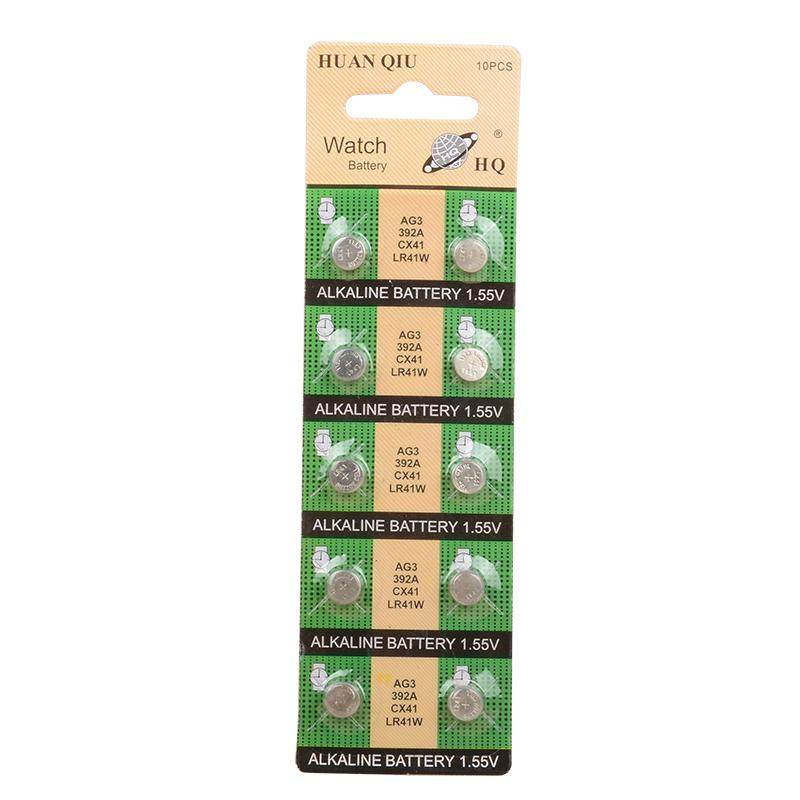 HUAN QIU
10PCS
Watch
Battery
HQ
®
HQ
AG3
392A
CX41
LR41W
ALKALINE BATTERY 1.55V
AG3
392A
CX41
LR41W
ALKALINE BATTERY 1.55V
AG3
392A
CX41
LR41W
ALKALINE BATTERY 1.55V
AG3
392A
CX41
LR41W
ALKALINE BATTERY 1.55V
AG3
392A
CX41
LR41W
ALKALINE BATTERY 1.55V